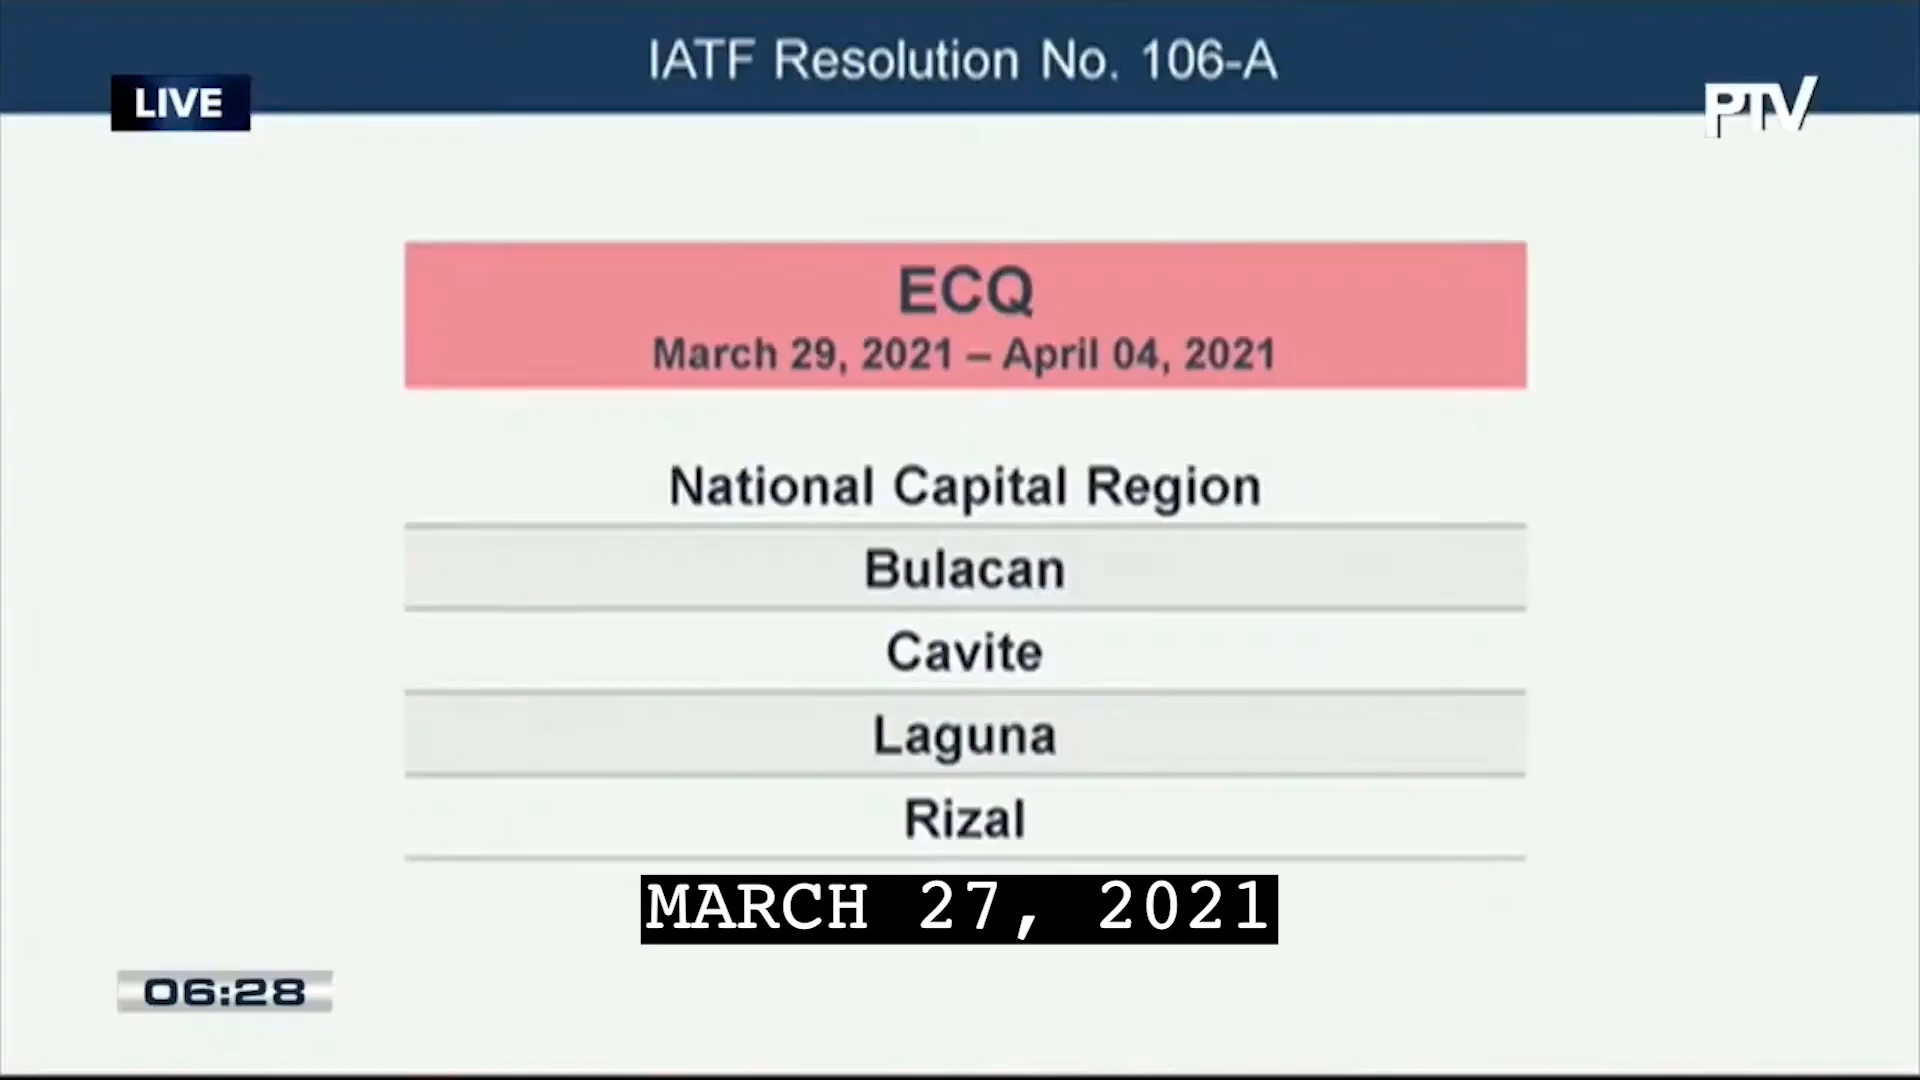 IATF Resolution No. 106-A
LIVE
PTV
ECQ
March 29, 2021 – April 04, 2021
National Capital Region
Bulacan
Cavite
Laguna
Rizal
MARCH 27, 2021
06:28